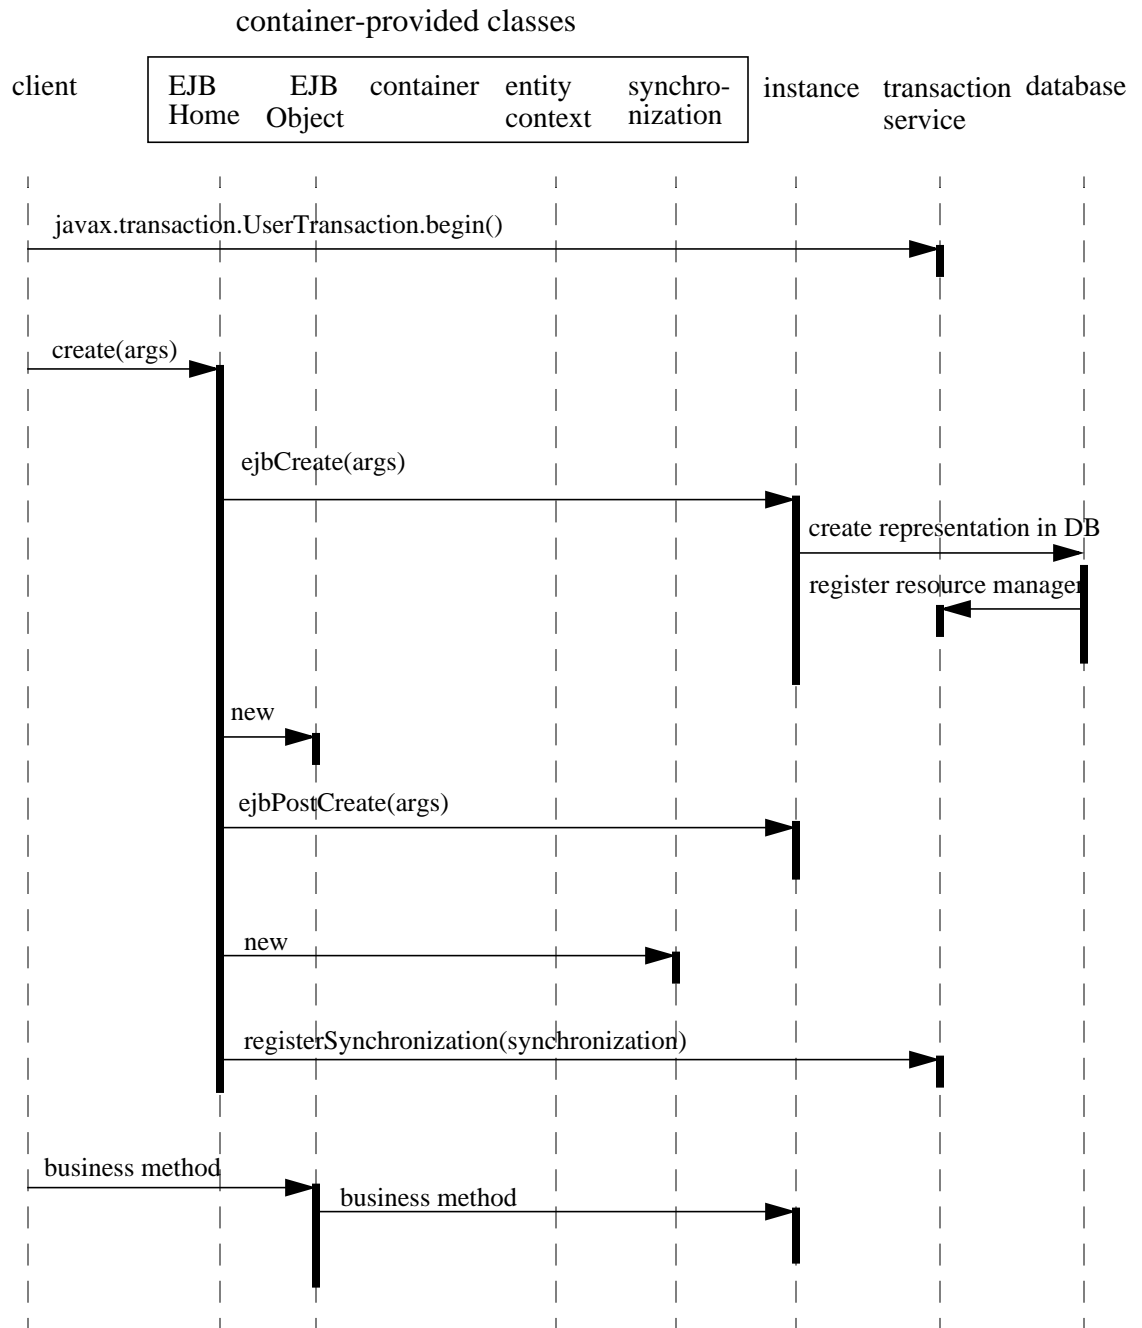 container-provided classes
client
EJB
Home
EJB
Object
container
entity
context
synchro-
nization
instance
transaction
service
database
javax.transaction.UserTransaction.begin()
create(args)
ejbCreate(args)
create representation in DB
register resource manager
new
ejbPostCreate(args)
new
registerSynchronization(synchronization)
business method
business method